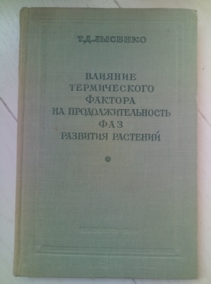 Т.Д.ЛЫСЕНКО
ВЛИЯНИЕ
ТЕРМИЧЕСКОГО
ФАКТОРА
НА ПРОДОЛЖИТЕЛЬНОСТЬ
ФАЗ
РАЗВИТИЯ РАСТЕНИЙ